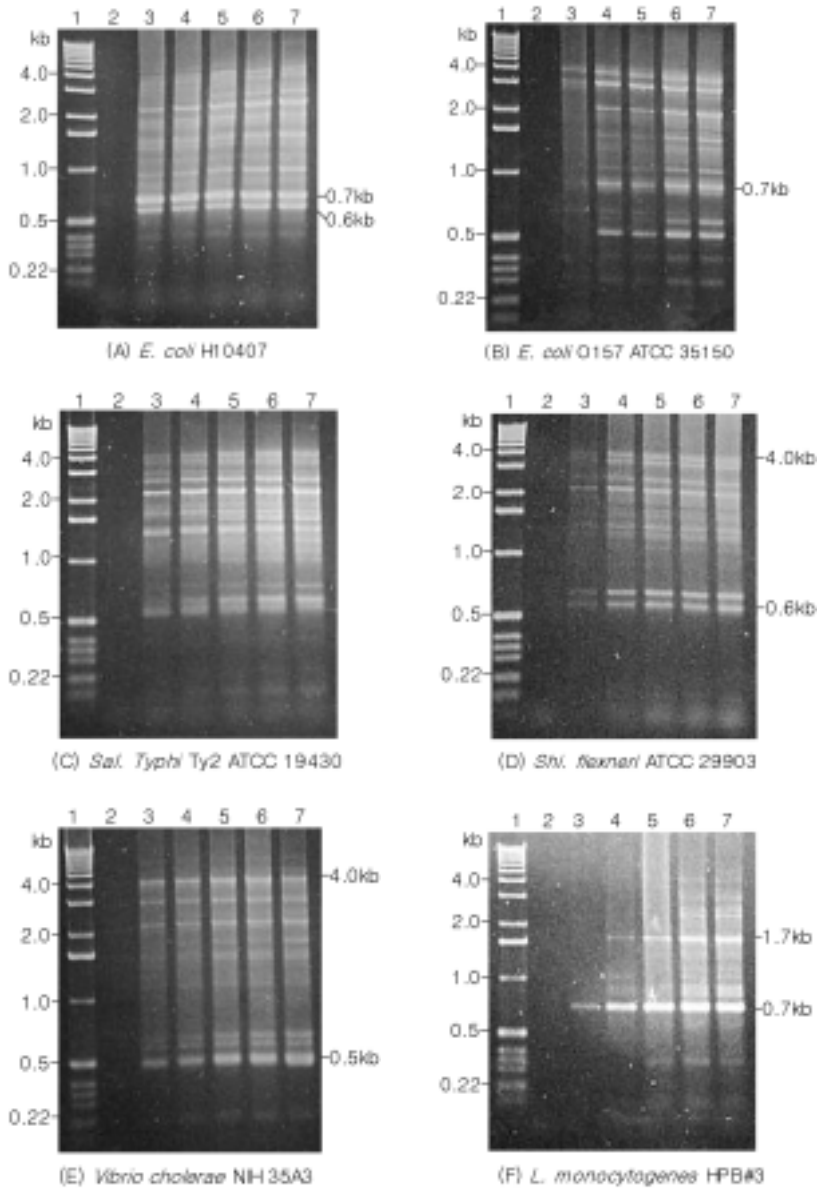 1 2 3 4 5 6 7
kb
4.0
2.0
1.0
0.5
0.22
0.7kb
0.6kb
(A) E. coli H10407
1 2 3 4 5 6 7
kb
4.0
2.0
1.0
0.5
0.22
0.7kb
(B) E. coli O157 ATCC 35150
1 2 3 4 5 6 7
kb
4.0
2.0
1.0
0.5
0.22
(C) Sal. Typhi Ty2 ATCC 19430
1 2 3 4 5 6 7
kb
4.0
2.0
1.0
0.5
0.22
4.0kb
0.6kb
(D) Shi. flexneri ATCC 29903
1 2 3 4 5 6 7
kb
4.0
2.0
1.0
0.5
0.22
4.0kb
0.5kb
(E) Vibrio cholerae NIH 35A3
1 2 3 4 5 6 7
kb
4.0
2.0
1.0
0.5
0.22
1.7kb
0.7kb
(F) L. monocytogenes HPB#3